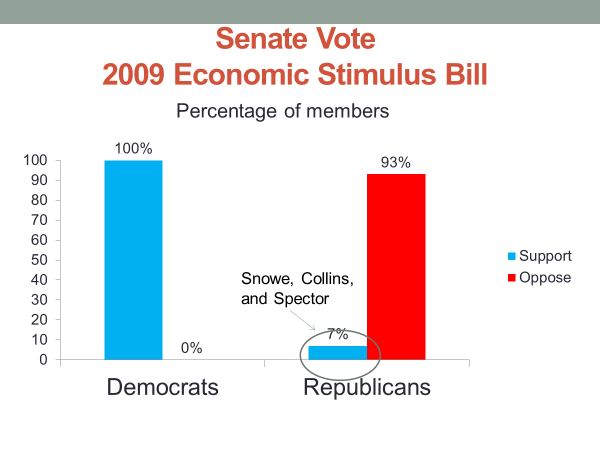 Senate Vote
2009 Economic Stimulus Bill
Percentage of members
100%
93%
100
90
80
70
60
50
40
30
20
10
0
Snowe, Collins,
and Spector
7%
0%
Support
Oppose
Democrats
Republicans